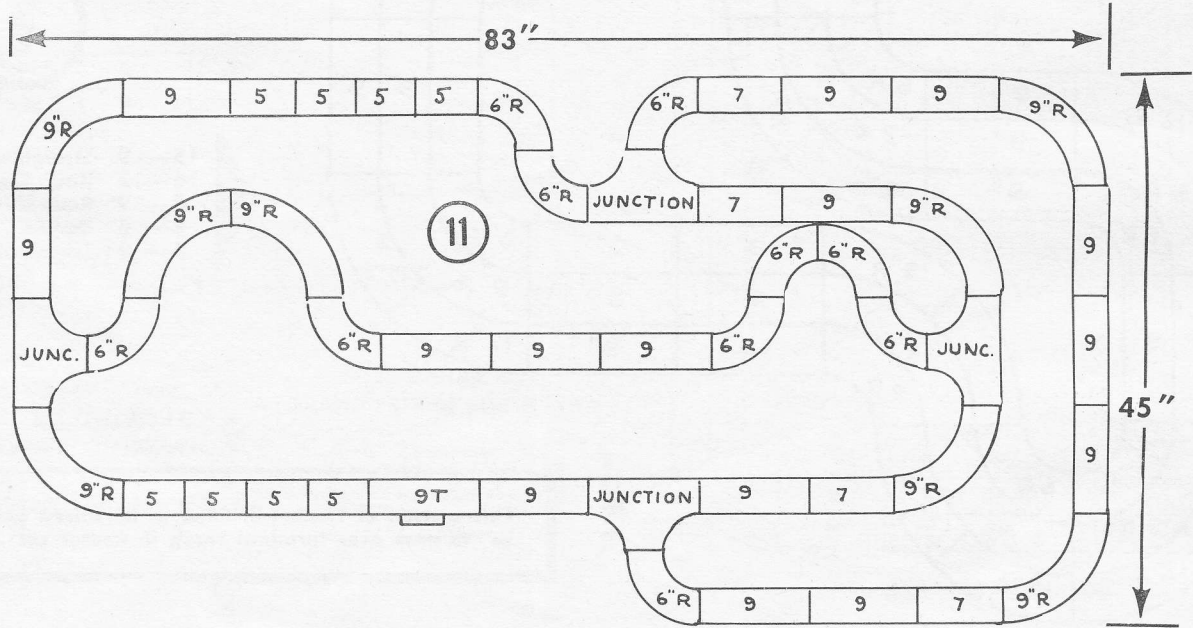 83"
9 5 5 5 5 6"R 6"R 7 9 9 9"R
9"R
6"R JUNCTION 7 9 9"R
9"R 9"R
11
9 9
6"R 6"R
JUNC. 6"R 6"R 9 9 9 6"R 6"R JUNC. 9
45"
9
9"R 5 5 5 5 9T 9 JUNCTION 9 7 9"R
6"R 9 9 7 9"R